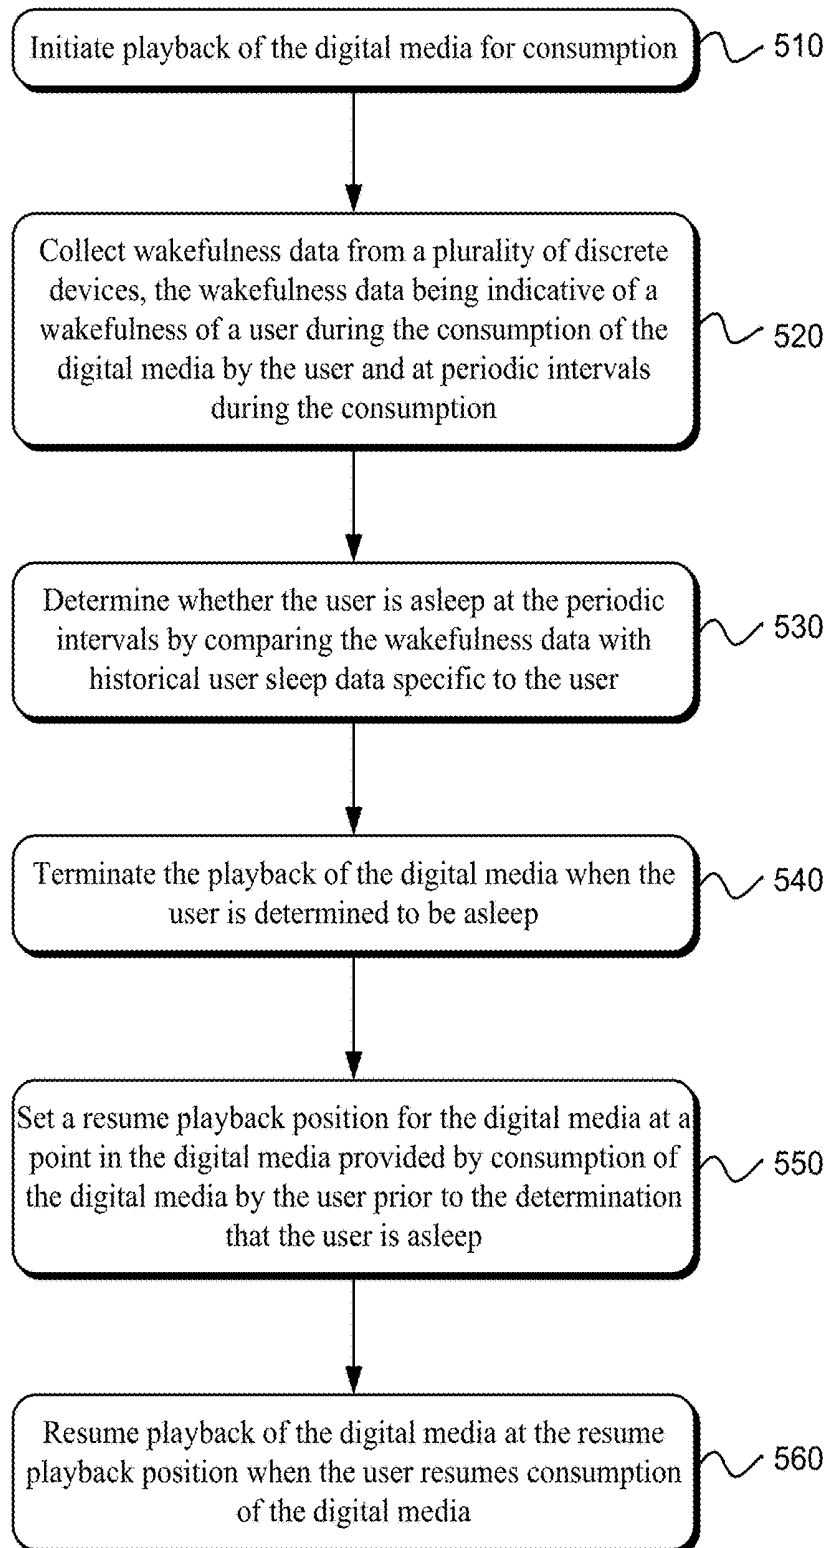 Initiate playback of the digital media for consumption
510
Collect wakefulness data from a plurality of discrete
devices, the wakefulness data being indicative of a
wakefulness of a user during the consumption of the
digital media by the user and at periodic intervals
during the consumption
520
Determine whether the user is asleep at the periodic
intervals by comparing the wakefulness data with
historical user sleep data specific to the user
530
Terminate the playback of the digital media when the
user is determined to be asleep
540
Set a resume playback position for the digital media at a
point in the digital media provided by consumption of
the digital media by the user prior to the determination
that the user is asleep
550
Resume playback of the digital media at the resume
playback position when the user resumes consumption
of the digital media
560